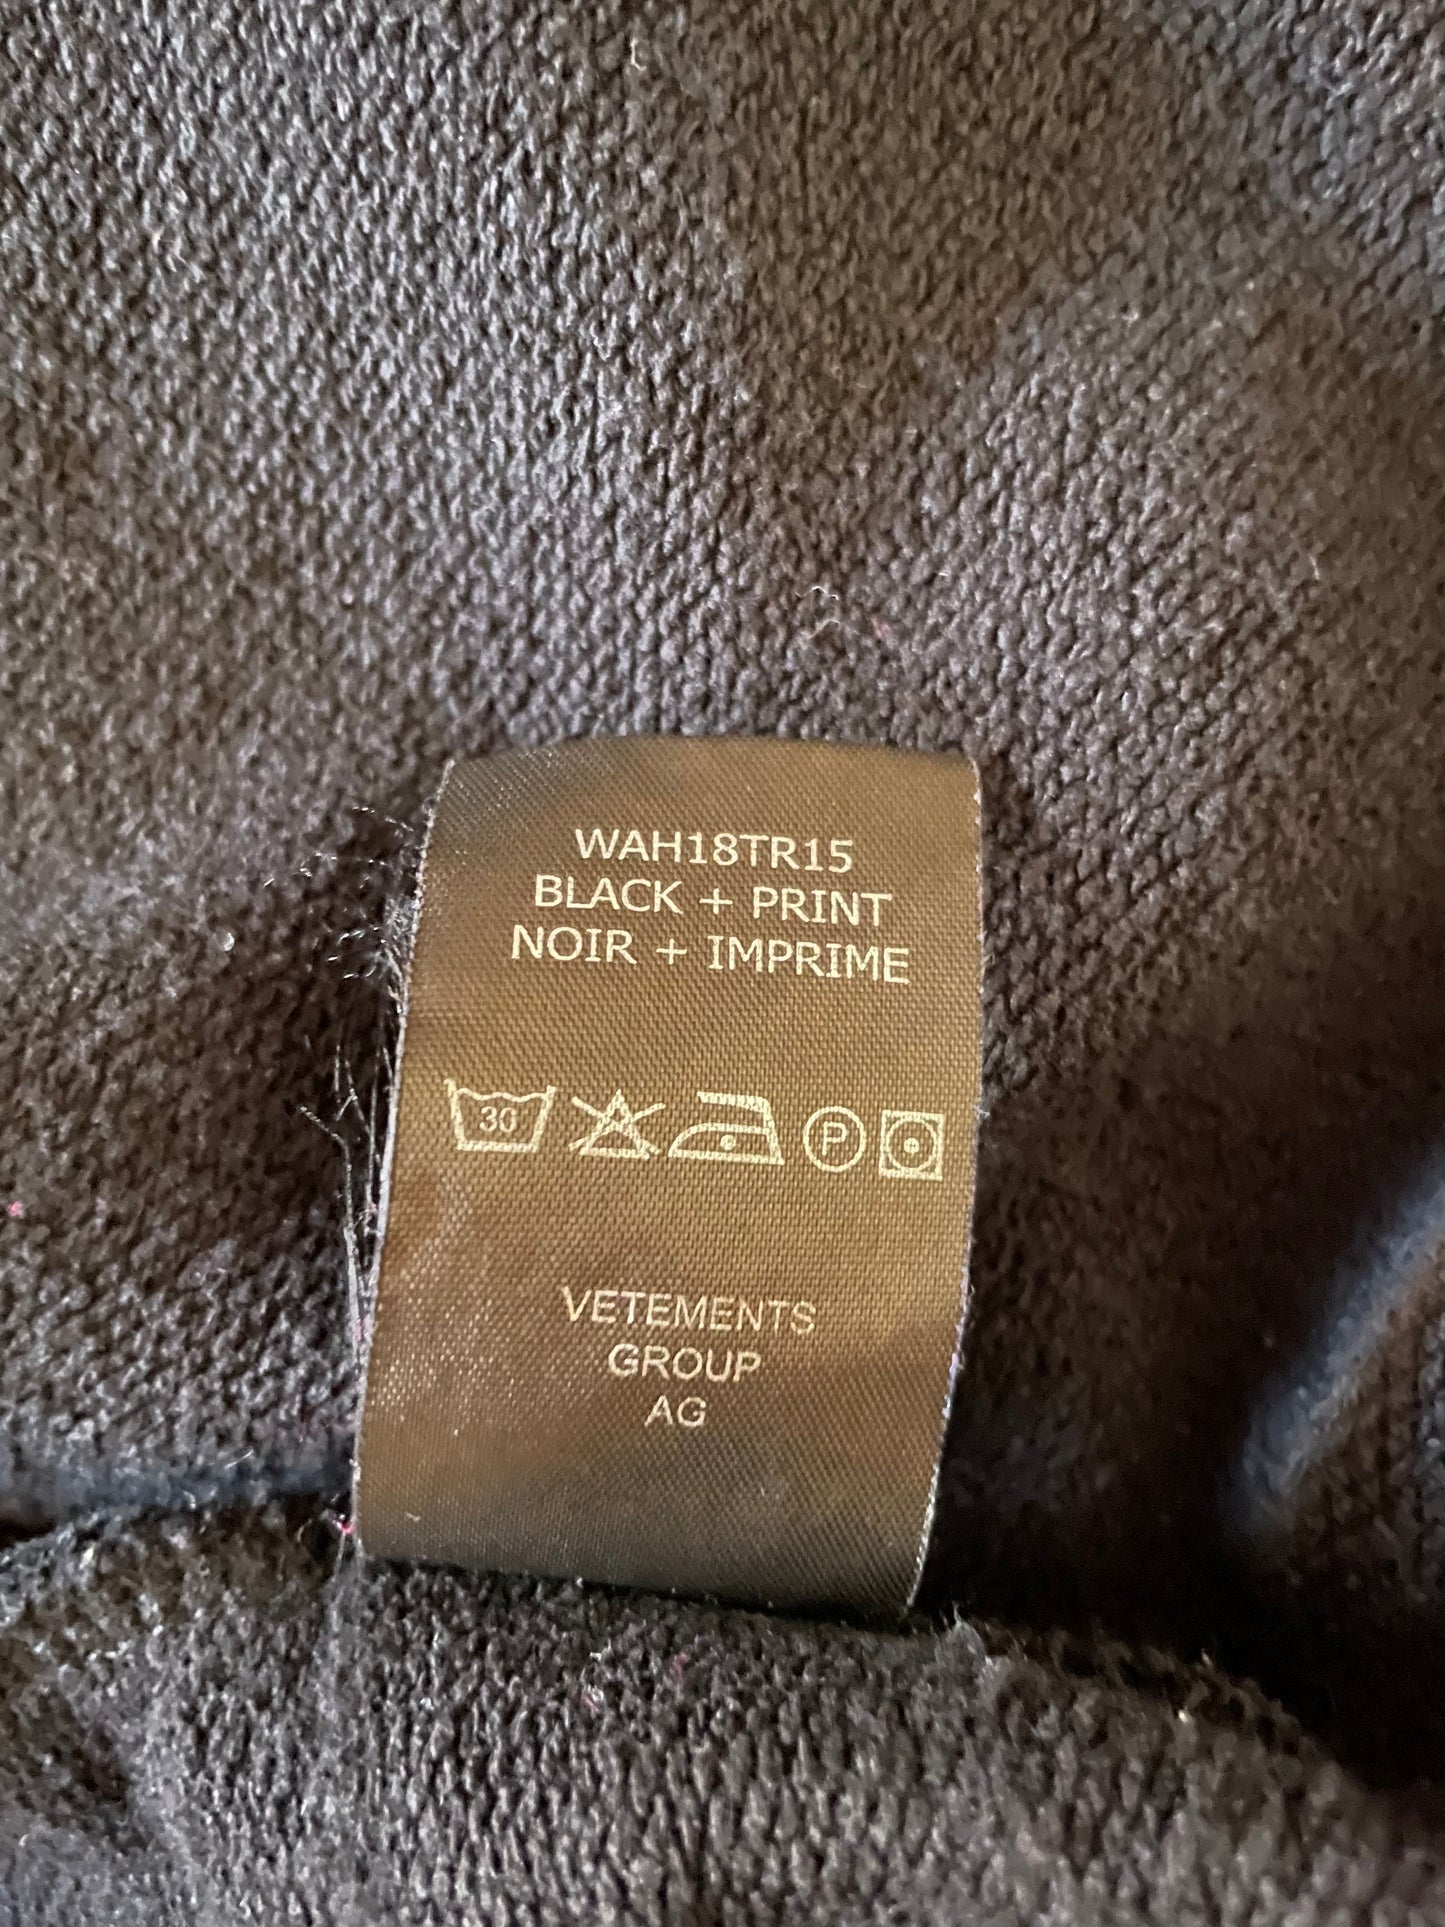 WAH18TR15
BLACK + PRINT
NOIR + IMPRIME
30 P
VETEMENTS
GROUP
AG